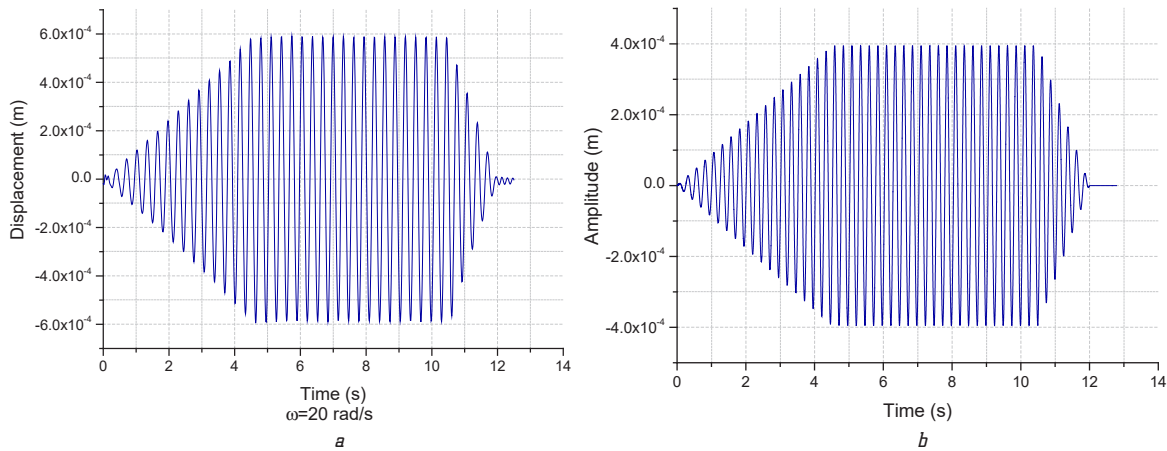 6.0x10-4
4.0x10-4
2.0x10-4
0.0
-2.0x10-4
-4.0x10-4
-6.0x10-4
Displacement (m)
0 2 4 6 8 10 12 14
Time (s)
ω=20 rad/s
a
4.0x10-4
2.0x10-4
0.0
-2.0x10-4
-4.0x10-4
Amplitude (m)
0 2 4 6 8 10 12 14
Time (s)
b